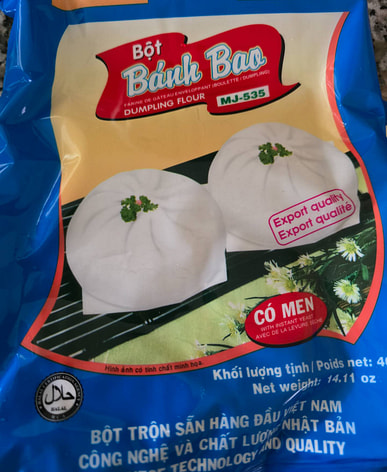 Bột
Bánh Bao
FARINE DE GÂTEAU ENVELOPPANT (BOULETTE / DUMPLING)
DUMPLING FLOUR MJ-535
Export quality
Export qualité
CÓ MEN
WITH INSTANT YEAST
AVEC DE LA LEVURE SÈCHE
Hình ảnh có tính chất minh họa
Khối lượng tịnh / Poids net: 40
Net weight: 14.11 oz
حلال
HALAL
BỘT TRỘN SẴN HÀNG ĐẦU VIỆT NAM
CÔNG NGHỆ VÀ CHẤT LƯỢNG NHẬT BẢN
TECHNOLOGY AND QUALITY